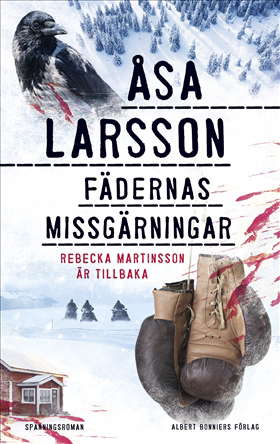 ÅSA
LARSSON
FÄDERNAS
MISSGÄRNINGAR
REBECKA MARTINSSON
ÄR TILLBAKA
SPÄNNINGSROMAN
ALBERT BONNIERS FÖRLAG